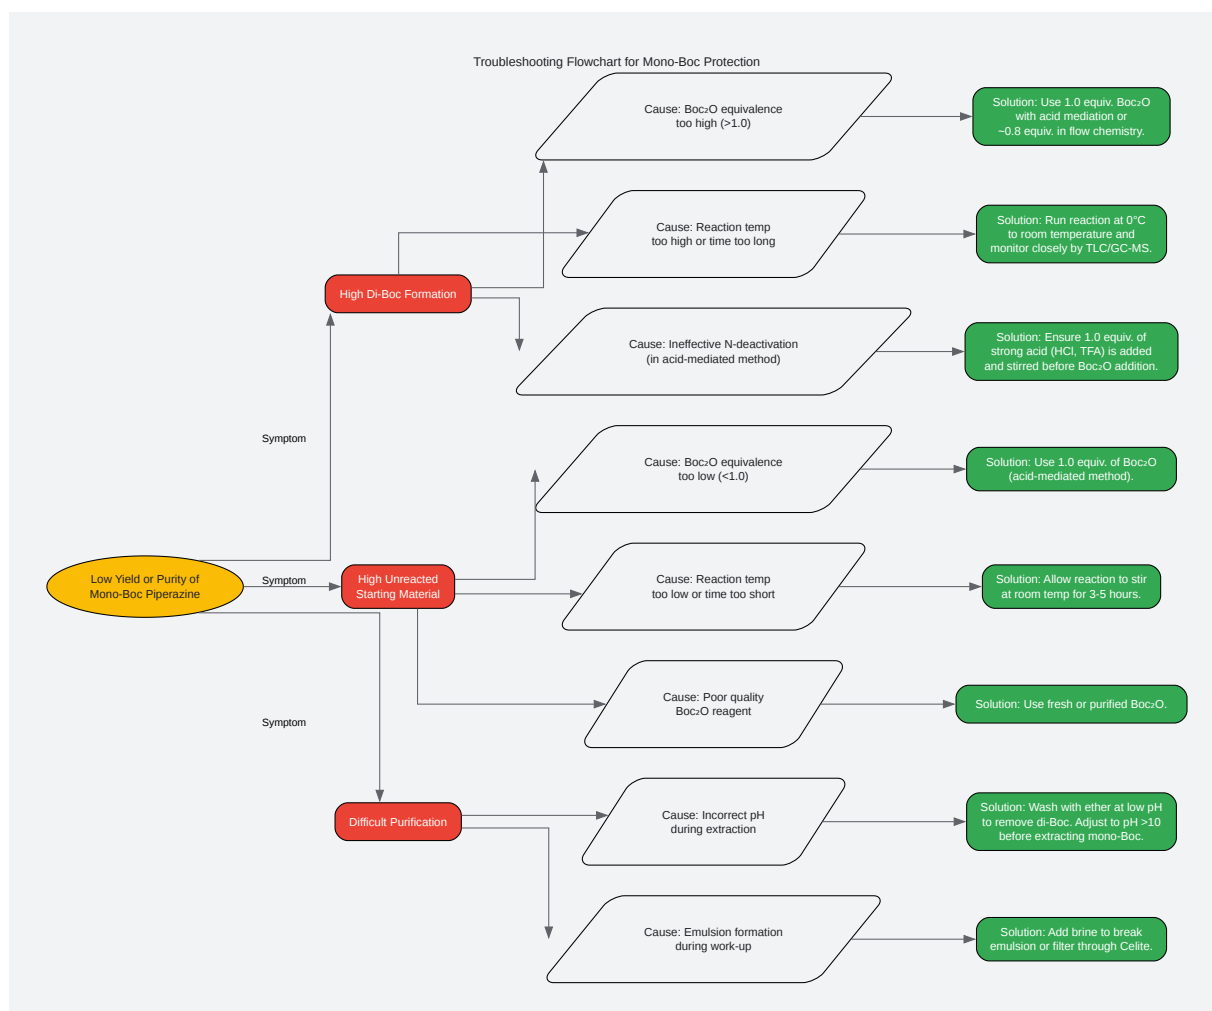 Troubleshooting Flowchart for Mono-Boc Protection
Cause: Boc₂O equivalence
too high (>1.0)
Solution: Use 1.0 equiv. Boc₂O
with acid mediation or
~0.8 equiv. in flow chemistry.
Cause: Reaction temp
too high or time too long
Solution: Run reaction at 0°C
to room temperature and
monitor closely by TLC/GC-MS.
High Di-Boc Formation
Cause: Ineffective N-deactivation
(in acid-mediated method)
Solution: Ensure 1.0 equiv. of
strong acid (HCl, TFA) is added
and stirred before Boc₂O addition.
Symptom
Cause: Boc₂O equivalence
too low (<1.0)
Solution: Use 1.0 equiv. of Boc₂O
(acid-mediated method).
Low Yield or Purity of
Mono-Boc Piperazine
Symptom
High Unreacted
Starting Material
Cause: Reaction temp
too low or time too short
Solution: Allow reaction to stir
at room temp for 3-5 hours.
Cause: Poor quality
Boc₂O reagent
Solution: Use fresh or purified Boc₂O.
Symptom
Difficult Purification
Cause: Incorrect pH
during extraction
Solution: Wash with ether at low pH
to remove di-Boc. Adjust to pH >10
before extracting mono-Boc.
Cause: Emulsion formation
during work-up
Solution: Add brine to break
emulsion or filter through Celite.